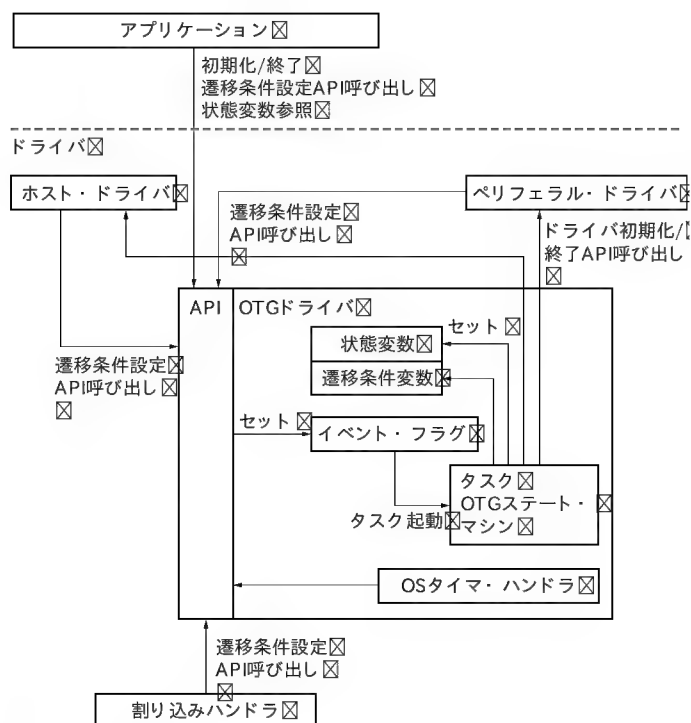 アプリケーション
初期化/終了
遷移条件設定API呼び出し
状態変数参照
ドライバ
ホスト・ドライバ
ペリフェラル・ドライバ
遷移条件設定
API呼び出し
ドライバ初期化/
終了API呼び出し
API
OTGドライバ
状態変数
セット
遷移条件変数
遷移条件設定
API呼び出し
セット
イベント・フラグ
タスク
OTGステート・
マシン
タスク起動
OSタイマ・ハンドラ
遷移条件設定
API呼び出し
割り込みハンドラ